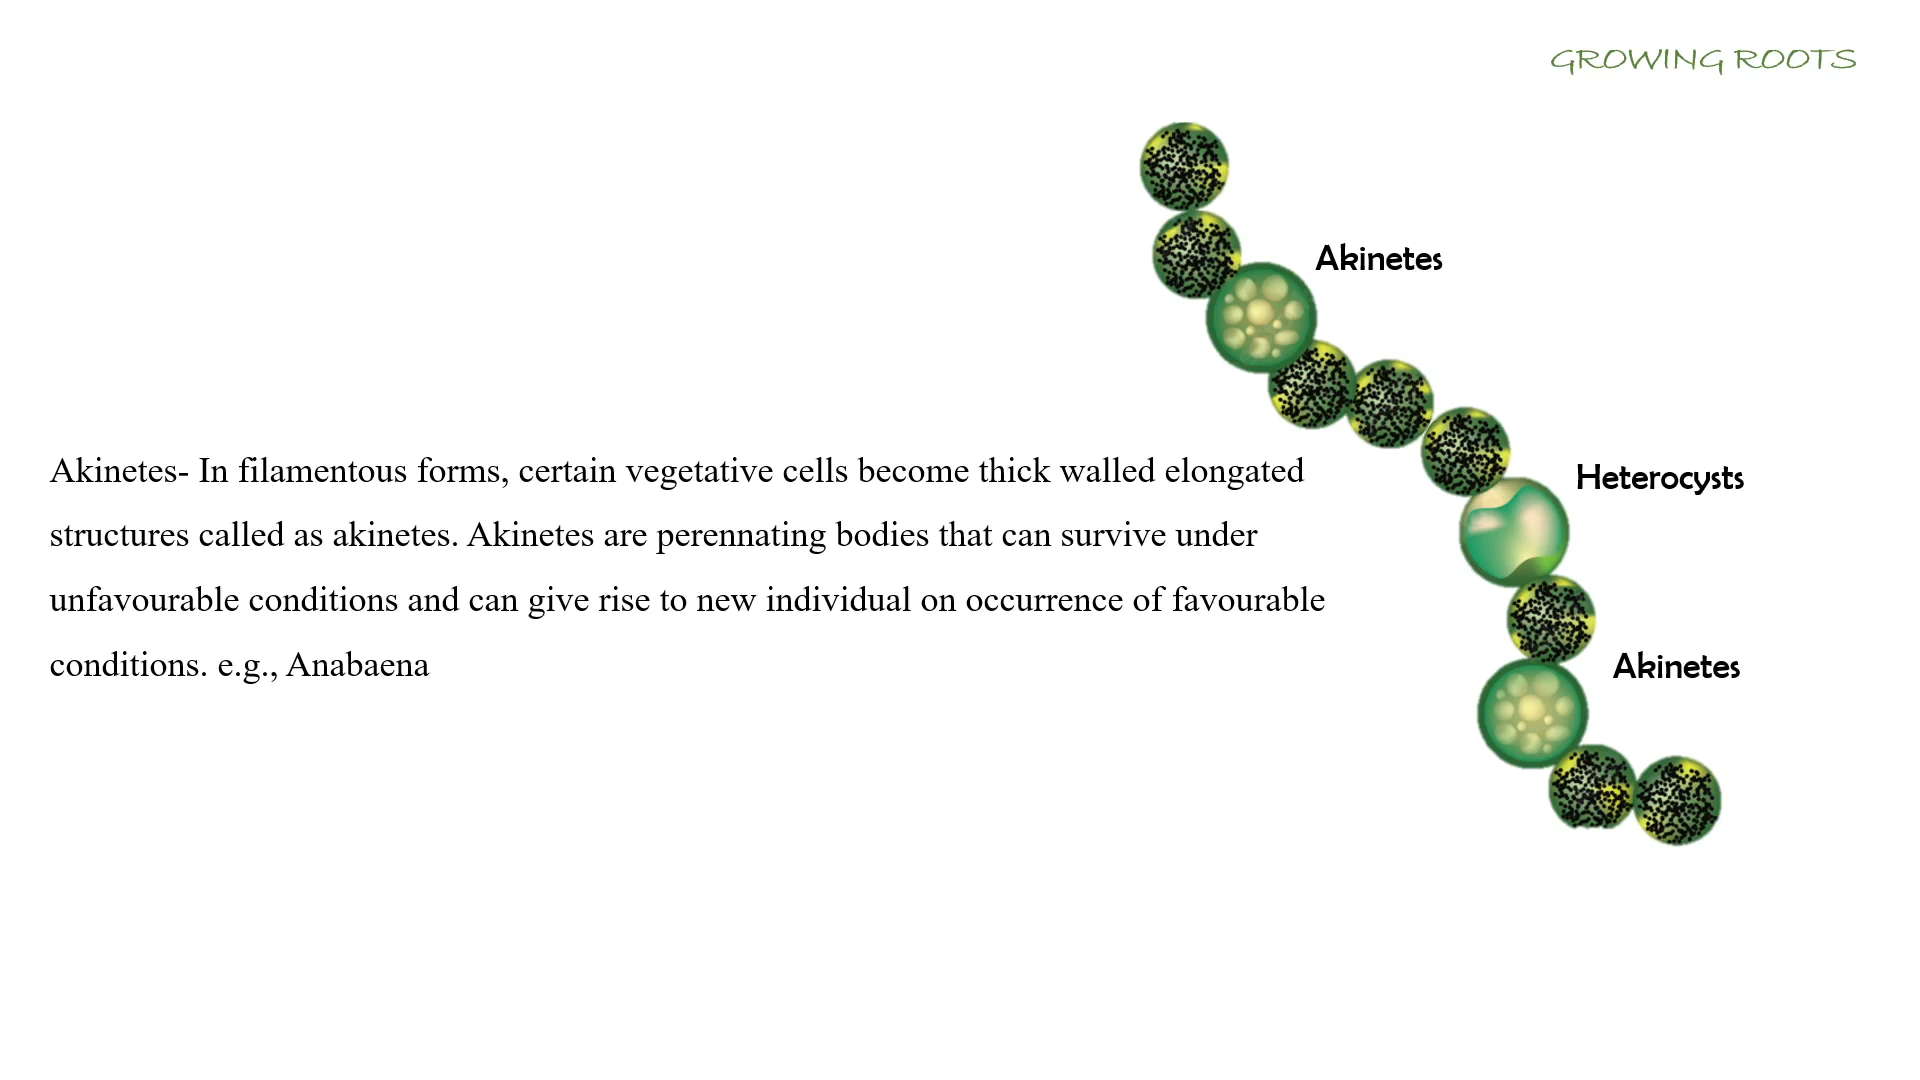 GROWING ROOTS
Akinetes
Akinetes- In filamentous forms, certain vegetative cells become thick walled elongated
Heterocysts
structures called as akinetes. Akinetes are perennating bodies that can survive under
unfavourable conditions and can give rise to new individual on occurrence of favourable
conditions. e.g., Anabaena
Akinetes